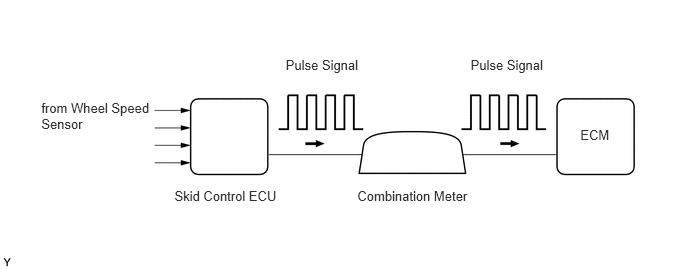 Pulse Signal
Pulse Signal
from Wheel Speed
Sensor
ECM
Skid Control ECU
Combination Meter
Y